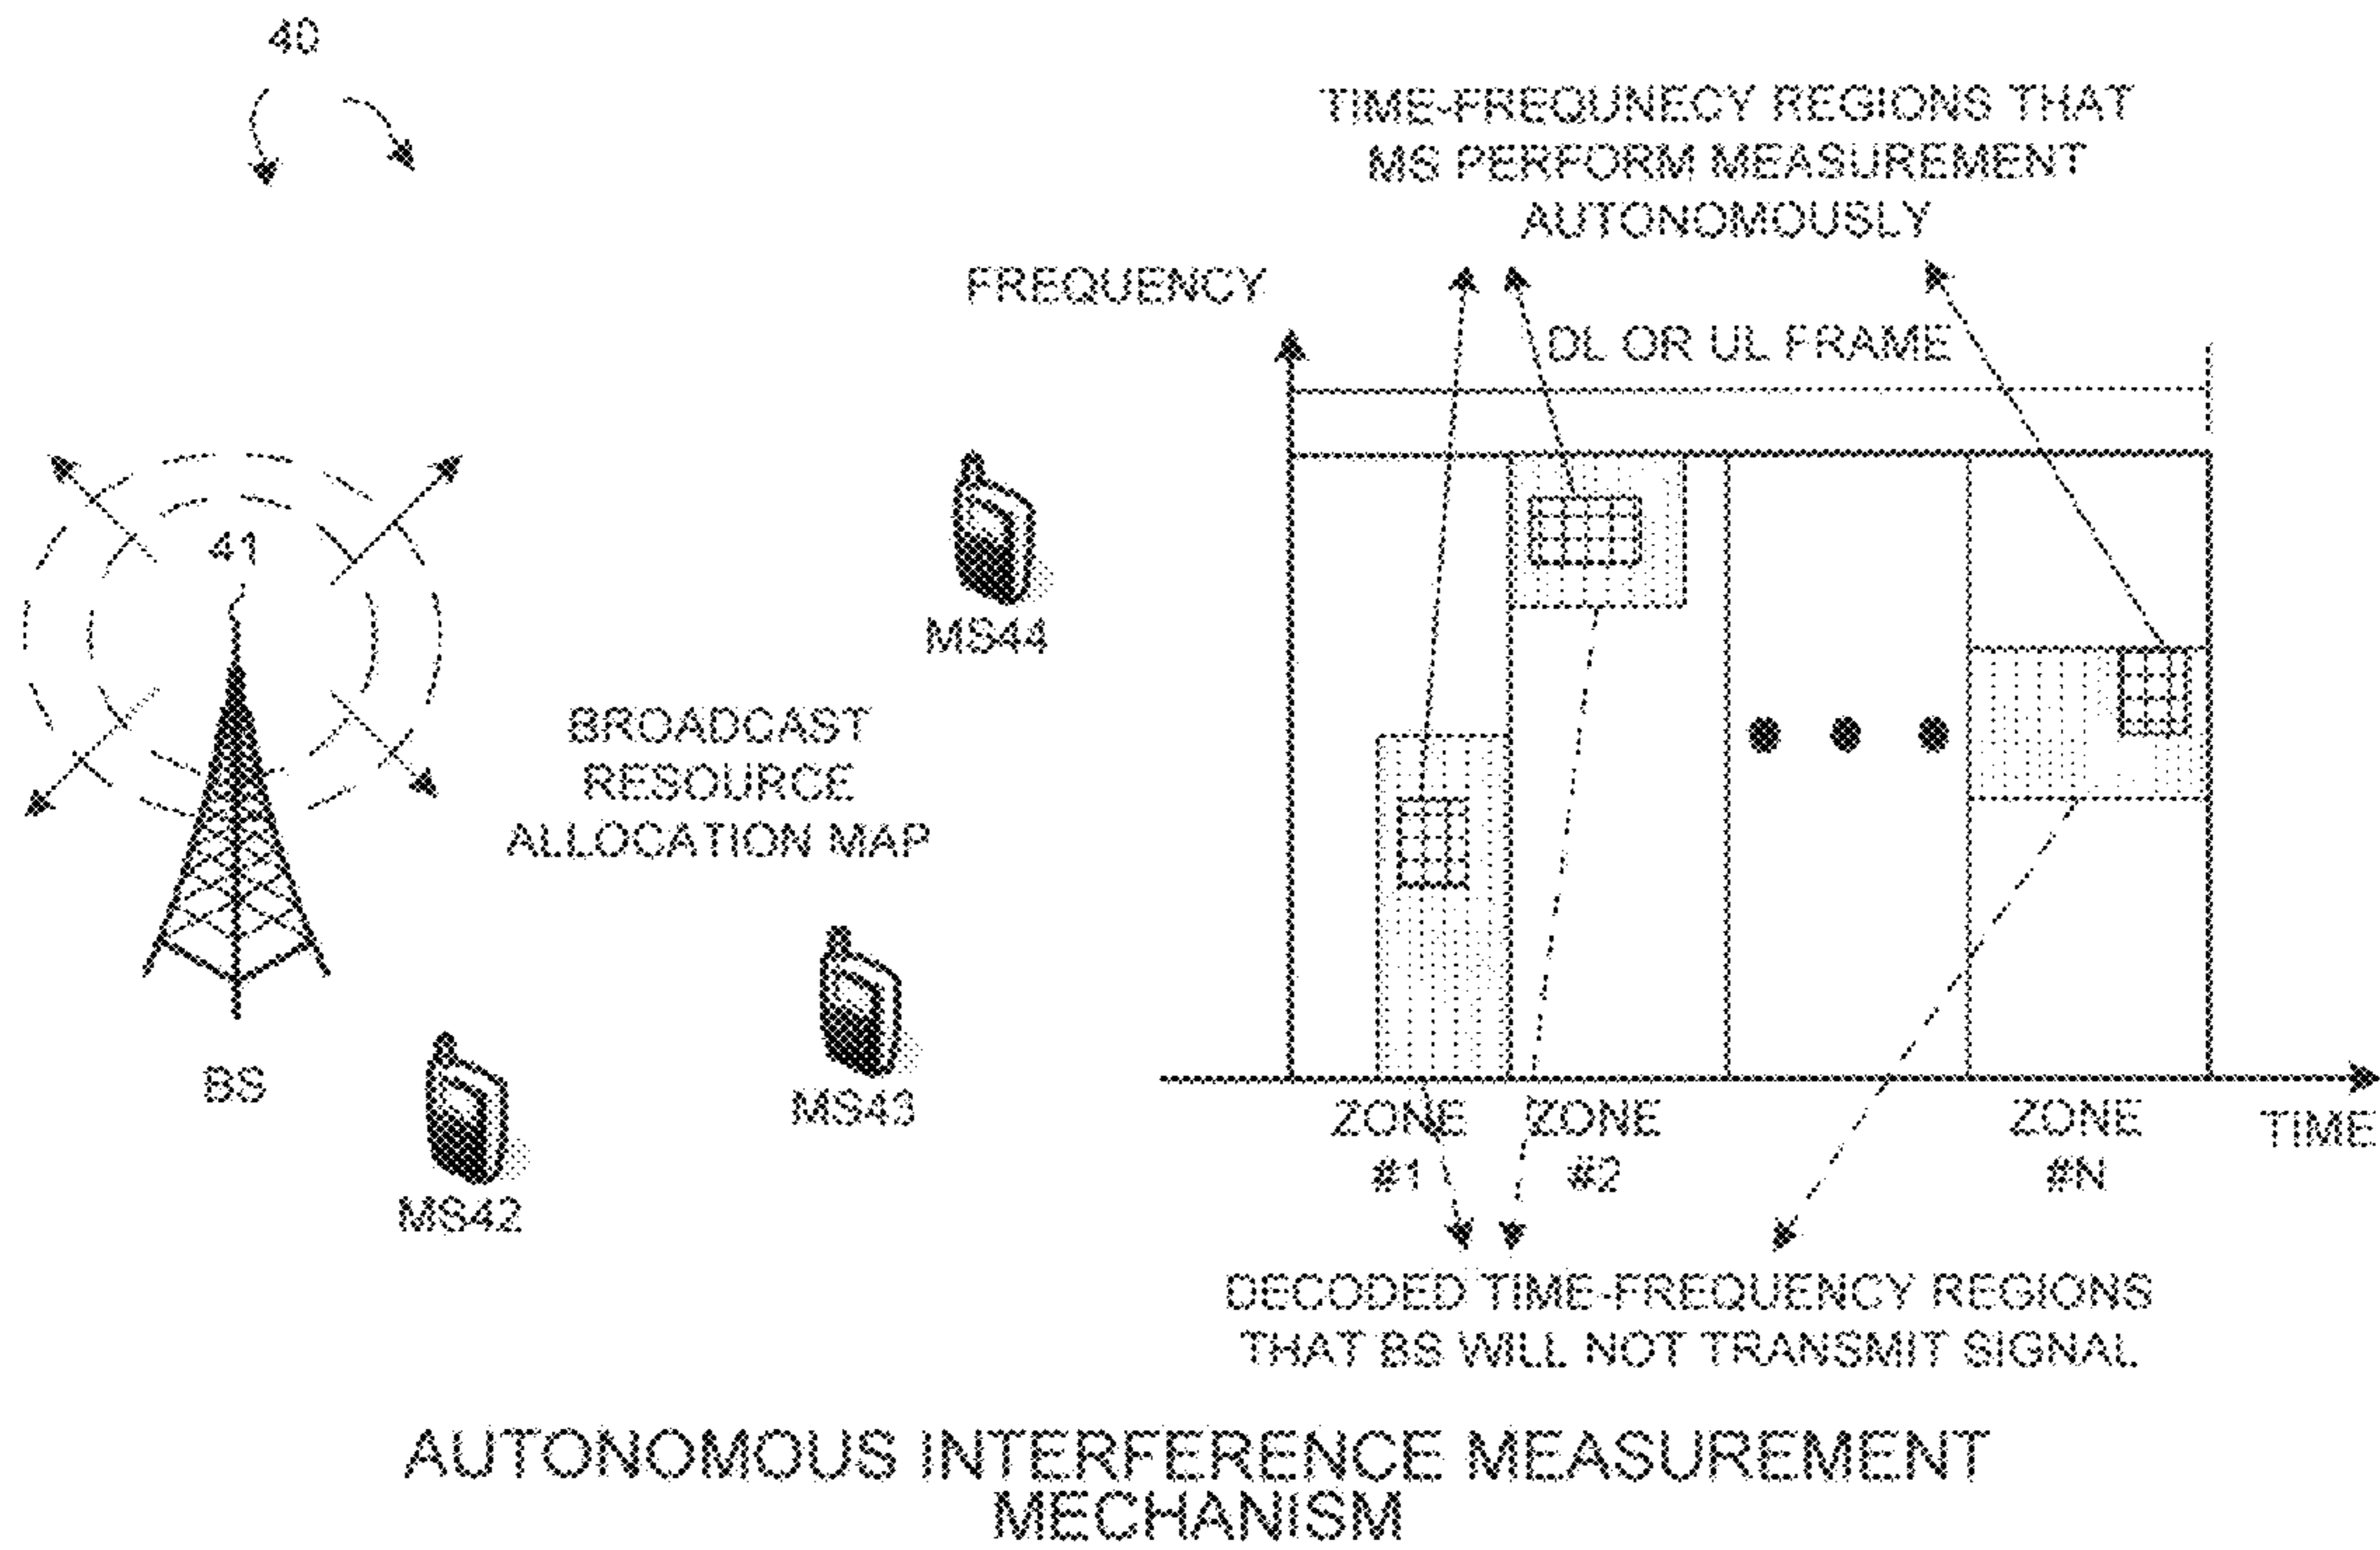 40
TIME-FREQUNECY REGIONS THAT
MS PERFORM MEASUREMENT
AUTONOMOUSLY
FREQUENCY
DL OR UL FRAME
41
MS44
BROADCAST
RESOURCE
ALLOCATION MAP
BS
MS43
MS42
ZONE
#1
ZONE
#2
ZONE
#N
TIME
DECODED TIME-FREQUENCY REGIONS
THAT BS WILL NOT TRANSMIT SIGNAL
AUTONOMOUS INTERFERENCE MEASUREMENT
MECHANISM